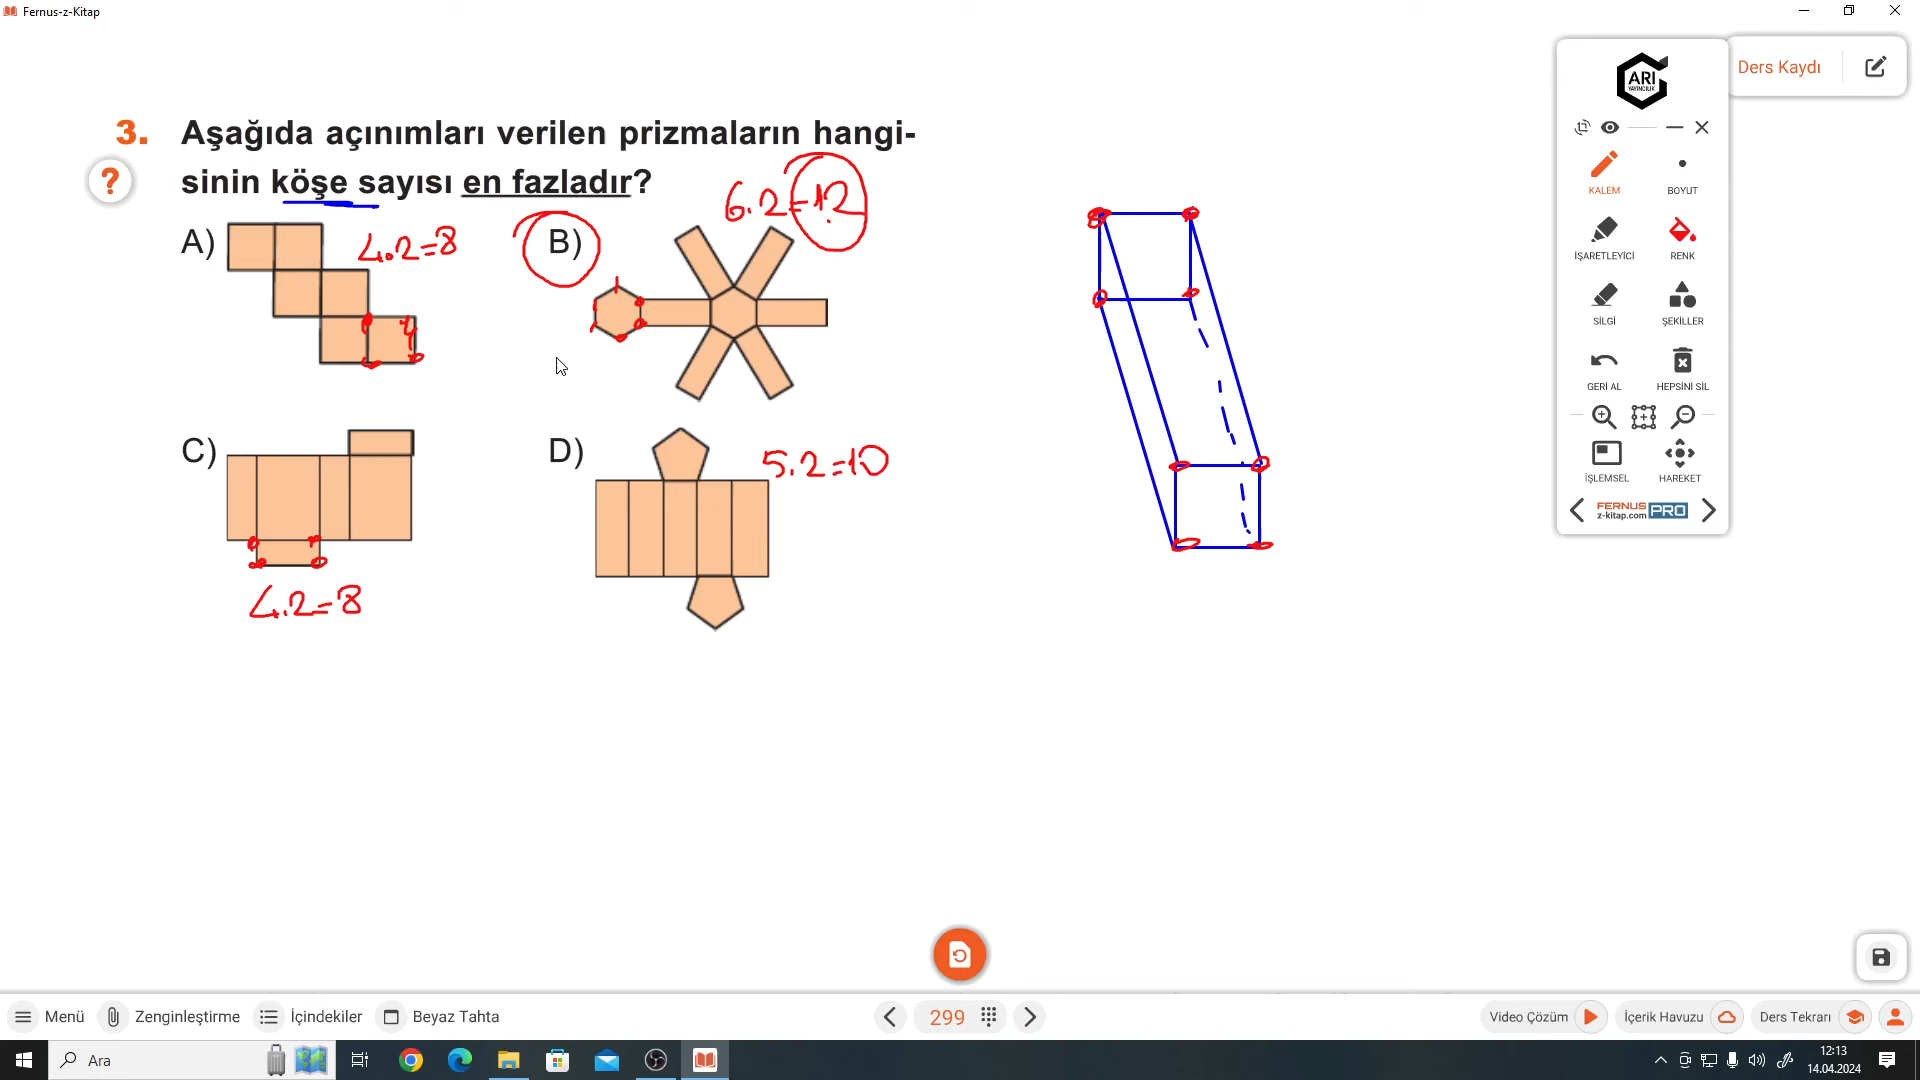 Fernus-z-Kitap
Ders Kaydı
ARI
YAYINCILIK
3. Aşağıda açınımları verilen prizmaların hangi-
? sinin köşe sayısı en fazladır?
6.2=12
A) 4.2=8 B)
C) D) 5.2=10
4.2=8
KALEM BOYUT
İŞARETLEYİCİ RENK
SİLGİ ŞEKİLLER
GERİ AL HEPSİNİ SİL
İŞLEMSEL HAREKET
FERNUS
z-kitap.com PRO
Menü Zenginleştirme İçindekiler Beyaz Tahta 299 Video Çözüm İçerik Havuzu Ders Tekrarı
Ara
12:13
14.04.2024